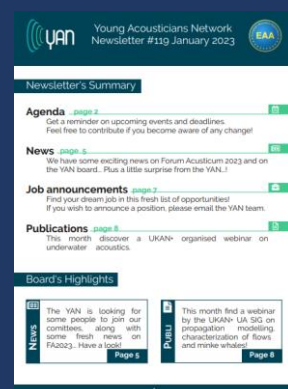 YAN
Young Acousticians Network
Newsletter #119 January 2023
EAA
Newsletter's Summary
Agenda ...page 2
Get a reminder on upcoming events and deadlines.
Feel free to contribute if you become aware of any change!
News ...page 5
We have some exciting news on Forum Acusticum 2023 and on
the YAN board... Plus a little surprise from the YAN..!
Job announcements ...page 7
Find your dream job in this fresh list of opportunities!
If you wish to announce a position, please email the YAN team.
Publications ...page 8
This month discover a UKAN+ organised webinar on
underwater acoustics.
Board's Highlights
NEWS
The YAN is looking for
some people to join our
comittees, along with
some fresh news on
FA2023... Have a look!
Page 5
PUBLI
This month find a webinar
by the UKAN+ UA SIG on
propagation modelling,
characterization of flows
and minke whales!
Page 8